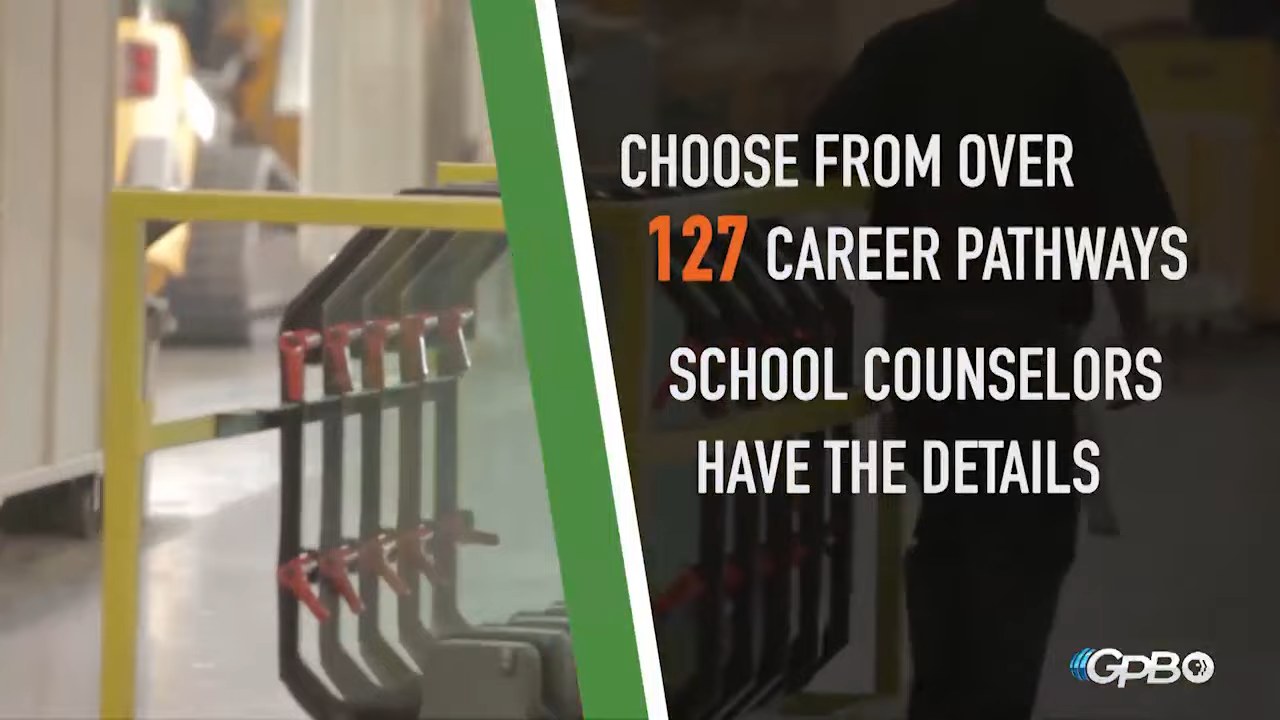 CHOOSE FROM OVER
127 CAREER PATHWAYS
SCHOOL COUNSELORS
HAVE THE DETAILS
GPB